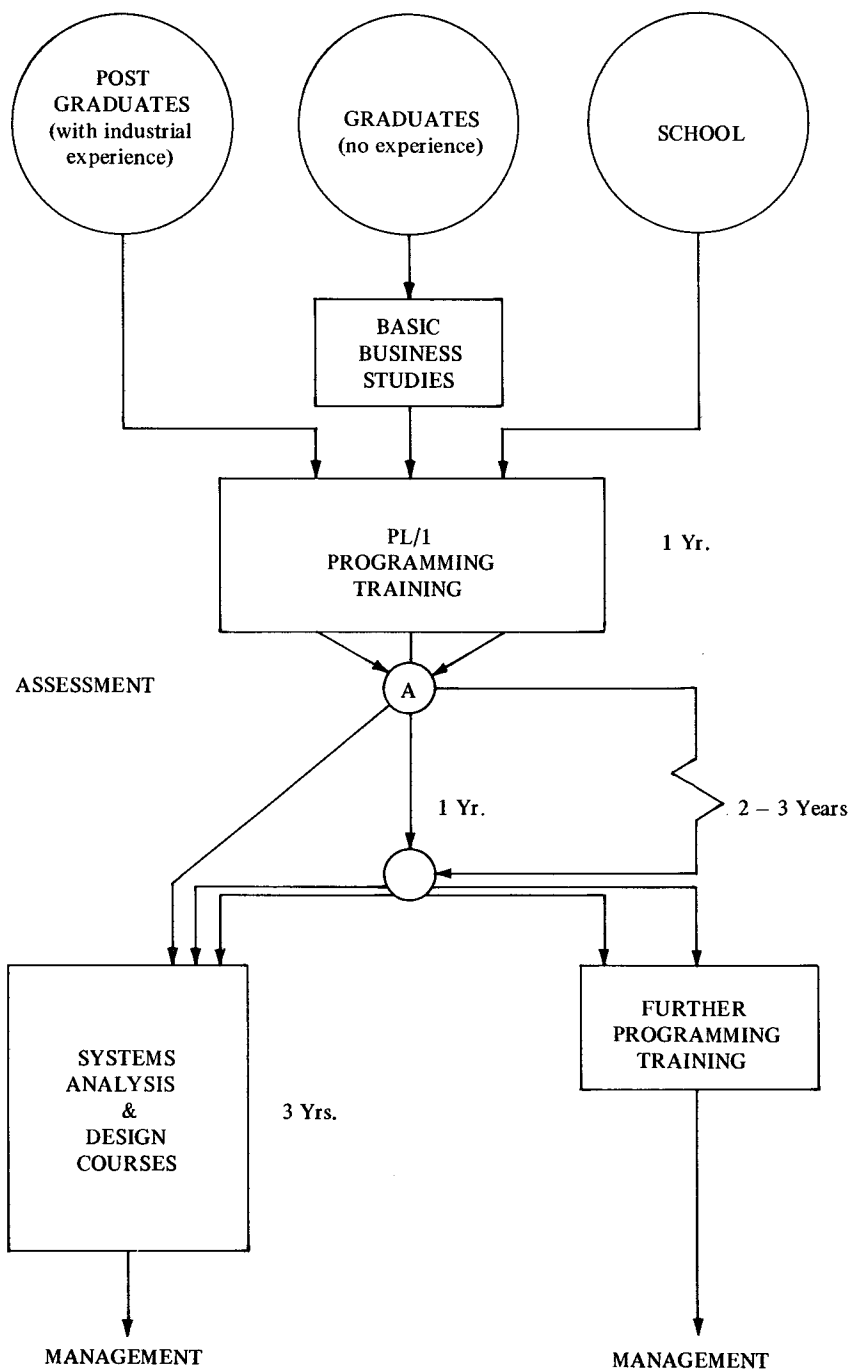 POST
GRADUATES
(with industrial
experience)
GRADUATES
(no experience)
SCHOOL
BASIC
BUSINESS
STUDIES
PL/1
PROGRAMMING
TRAINING
1 Yr.
ASSESSMENT
A
1 Yr.
2 – 3 Years
SYSTEMS
ANALYSIS
&
DESIGN
COURSES
3 Yrs.
FURTHER
PROGRAMMING
TRAINING
MANAGEMENT
MANAGEMENT